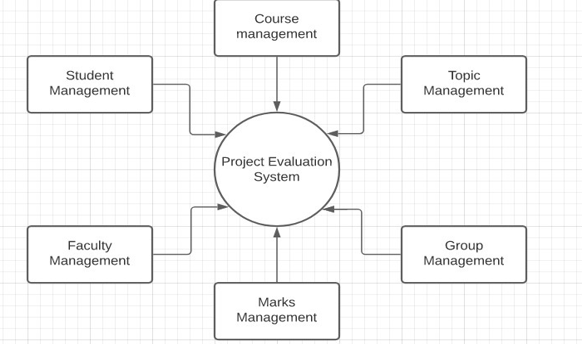 Course
management
Student
Management
Topic
Management
Project Evaluation
System
Faculty
Management
Group
Management
Marks
Management